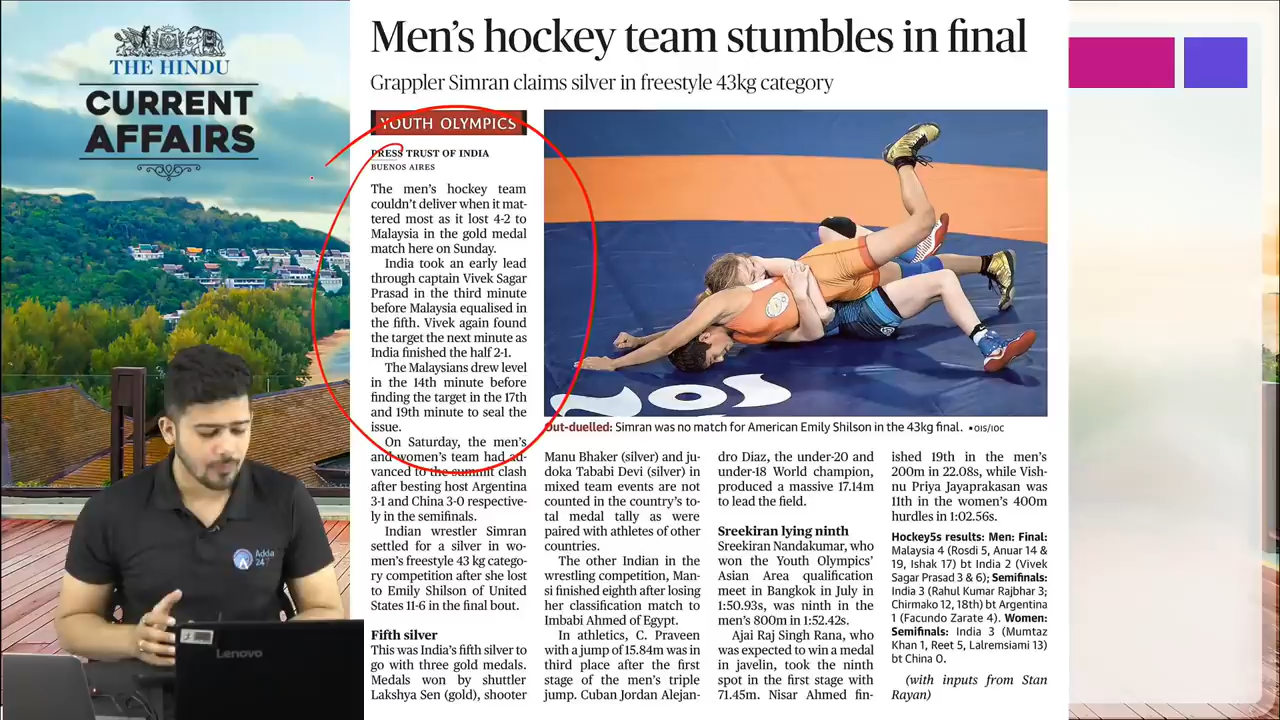 THE HINDU
CURRENT
AFFAIRS
Men's hockey team stumbles in final
Grappler Simran claims silver in freestyle 43kg category
YOUTH OLYMPICS
PRESS TRUST OF INDIA
BUENOS AIRES
The men's hockey team
couldn't deliver when it mat-
tered most as it lost 4-2 to
Malaysia in the gold medal
match here on Sunday.
India took an early lead
through captain Vivek Sagar
Prasad in the third minute
before Malaysia equalised in
the fifth. Vivek again found
the target the next minute as
India finished the half 2-1.
The Malaysians drew level
in the 14th minute before
finding the target in the 17th
and 19th minute to seal the
issue.
On Saturday, the men's
and women's team had ad-
vanced to the summit clash
after besting host Argentina
3-1 and China 3-0 respective-
ly in the semifinals.
Indian wrestler Simran
settled for a silver in wo-
men's freestyle 43 kg catego-
ry competition after she lost
to Emily Shilson of United
States 11-6 in the final bout.
Fifth silver
This was India's fifth silver to
go with three gold medals.
Medals won by shuttler
Lakshya Sen (gold), shooter
Out-duelled: Simran was no match for American Emily Shilson in the 43kg final. ▪OIS/IOC
Manu Bhaker (silver) and ju-
doka Tababi Devi (silver) in
mixed team events are not
counted in the country's to-
tal medal tally as were
paired with athletes of other
countries.
The other Indian in the
wrestling competition, Man-
si finished eighth after losing
her classification match to
Imbabi Ahmed of Egypt.
In athletics, C. Praveen
with a jump of 15.84m was in
third place after the first
stage of the men's triple
jump. Cuban Jordan Alejan-
dro Diaz, the under-20 and
under-18 World champion,
produced a massive 17.14m
to lead the field.
Sreekiran lying ninth
Sreekiran Nandakumar, who
won the Youth Olympics'
Asian Area qualification
meet in Bangkok in July in
1:50.93s, was ninth in the
men's 800m in 1:52.42s.
Ajai Raj Singh Rana, who
was expected to win a medal
in javelin, took the ninth
spot in the first stage with
71.45m. Nisar Ahmed fin-
ished 19th in the men's
200m in 22.08s, while Vish-
nu Priya Jayaprakasan was
11th in the women's 400m
hurdles in 1:02.56s.
Hockey5s results: Men: Final:
Malaysia 4 (Rosdi 5, Anuar 14 &
19, Ishak 17) bt India 2 (Vivek
Sagar Prasad 3 & 6); Semifinals:
India 3 (Rahul Kumar Rajbhar 3;
Chirmako 12, 18th) bt Argentina
1 (Facundo Zarate 4). Women:
Semifinals: India 3 (Mumtaz
Khan 1, Reet 5, Lalremsiami 13)
bt China 0.
(with inputs from Stan
Rayan)
Adda
247
Lenovo